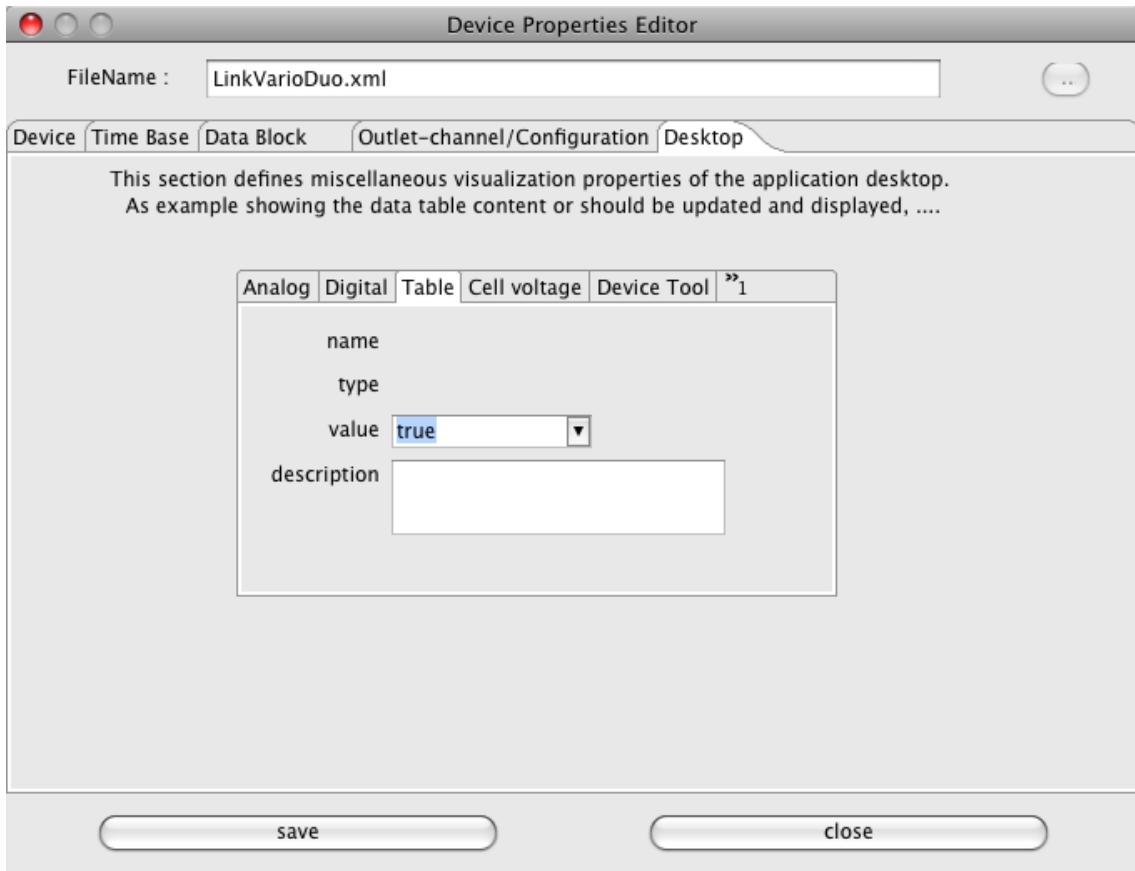 Device Properties Editor
FileName : LinkVarioDuo.xml ..
Device Time Base Data Block Outlet-channel/Configuration Desktop
This section defines miscellaneous visualization properties of the application desktop.
As example showing the data table content or should be updated and displayed, ....
Analog Digital Table Cell voltage Device Tool »1
name
type
value true
description
save close